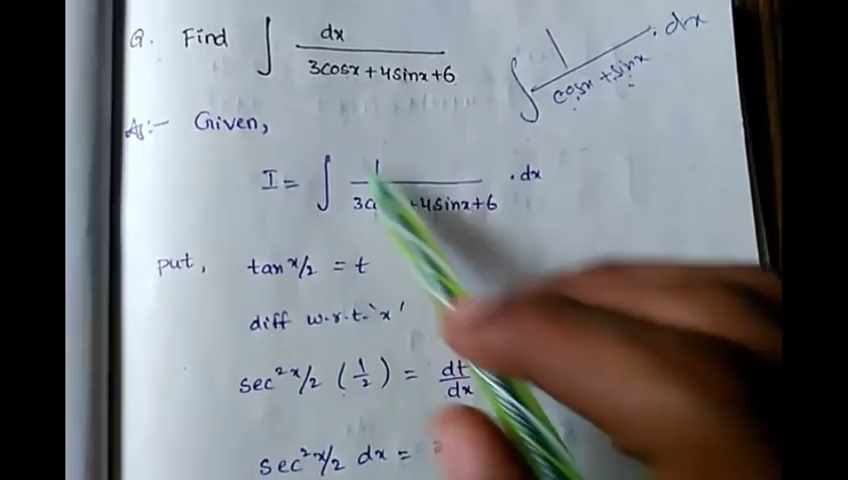 Q. Find ∫ dx / 3cosx+4sinx+6
∫ 1 / cosx+sinx . dx
As:- Given,
I = ∫ 1 / +4sinx+6 . dx
put, tan x/2 = t
diff w.r.t. 'x'
sec² x/2 (1/2) = dt/dx
sec² x/2 dx =